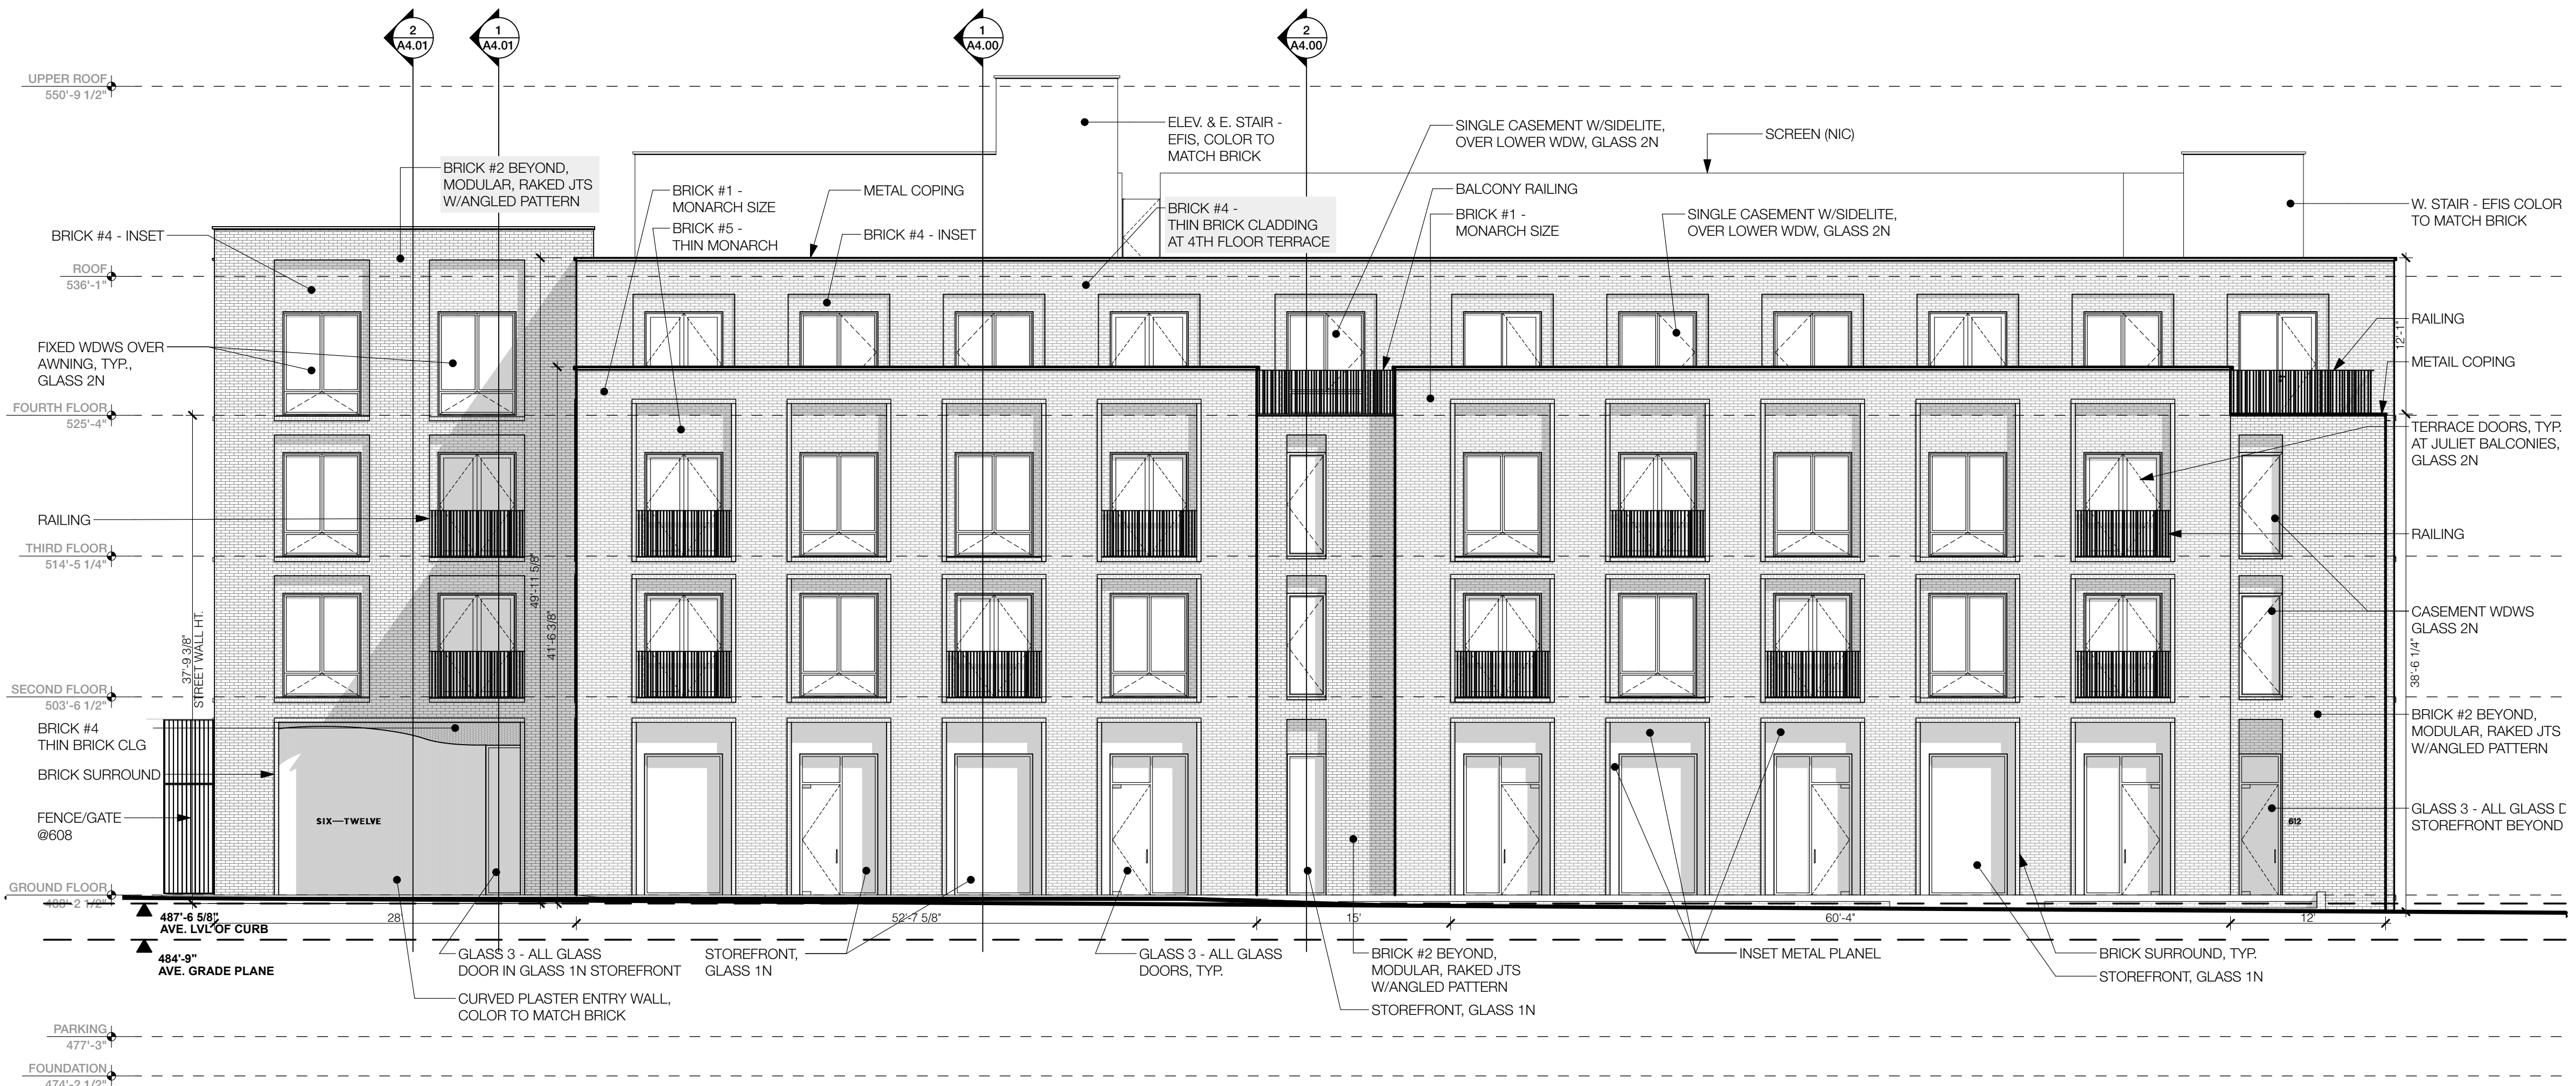 2
A4.01
1
A4.01
1
A4.00
2
A4.00
UPPER ROOF
550'-9 1/2"
ELEV. & E. STAIR -
EFIS, COLOR TO
MATCH BRICK
SINGLE CASEMENT W/SIDELITE,
OVER LOWER WDW, GLASS 2N
SCREEN (NIC)
BRICK #2 BEYOND,
MODULAR, RAKED JTS
W/ANGLED PATTERN
BRICK #1 -
MONARCH SIZE
METAL COPING
BALCONY RAILING
BRICK #4 -
THIN BRICK CLADDING
AT 4TH FLOOR TERRACE
BRICK #1 -
MONARCH SIZE
SINGLE CASEMENT W/SIDELITE,
OVER LOWER WDW, GLASS 2N
W. STAIR - EFIS COLOR
TO MATCH BRICK
BRICK #5 -
THIN MONARCH
BRICK #4 - INSET
BRICK #4 - INSET
ROOF
536'-1"
RAILING
12'-1"
FIXED WDWS OVER
AWNING, TYP.,
GLASS 2N
METAIL COPING
FOURTH FLOOR
525'-4"
TERRACE DOORS, TYP.
AT JULIET BALCONIES,
GLASS 2N
RAILING
RAILING
THIRD FLOOR
514'-5 1/4"
49'-11 5/8"
41'-6 3/8"
37'-9 3/8"
STREET WALL HT.
CASEMENT WDWS
GLASS 2N
38'-6 1/4"
SECOND FLOOR
503'-6 1/2"
BRICK #4
THIN BRICK CLG
BRICK #2 BEYOND,
MODULAR, RAKED JTS
W/ANGLED PATTERN
BRICK SURROUND
FENCE/GATE
@608
SIX—TWELVE
612
GLASS 3 - ALL GLASS D
STOREFRONT BEYOND
GROUND FLOOR
487'-6 5/8"
AVE. LVL OF CURB
28'
52'-7 5/8"
15'
60'-4"
12'
484'-9"
AVE. GRADE PLANE
GLASS 3 - ALL GLASS
DOOR IN GLASS 1N STOREFRONT
STOREFRONT,
GLASS 1N
GLASS 3 - ALL GLASS
DOORS, TYP.
BRICK #2 BEYOND,
MODULAR, RAKED JTS
W/ANGLED PATTERN
INSET METAL PLANEL
BRICK SURROUND, TYP.
STOREFRONT, GLASS 1N
CURVED PLASTER ENTRY WALL,
COLOR TO MATCH BRICK
STOREFRONT, GLASS 1N
PARKING
477'-3"
FOUNDATION
474'-2 1/2"